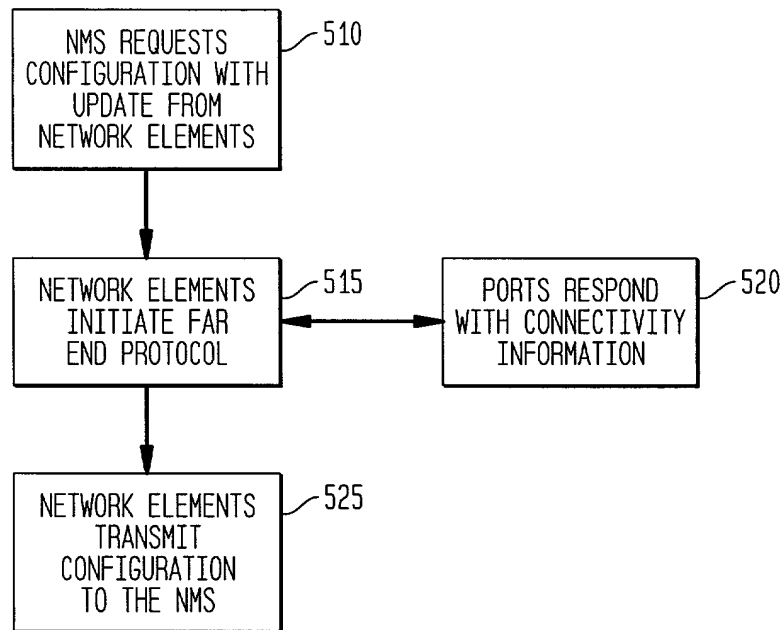 NMS REQUESTS
CONFIGURATION WITH
UPDATE FROM
NETWORK ELEMENTS
510
NETWORK ELEMENTS
INITIATE FAR
END PROTOCOL
515
PORTS RESPOND
WITH CONNECTIVITY
INFORMATION
520
NETWORK ELEMENTS
TRANSMIT
CONFIGURATION
TO THE NMS
525